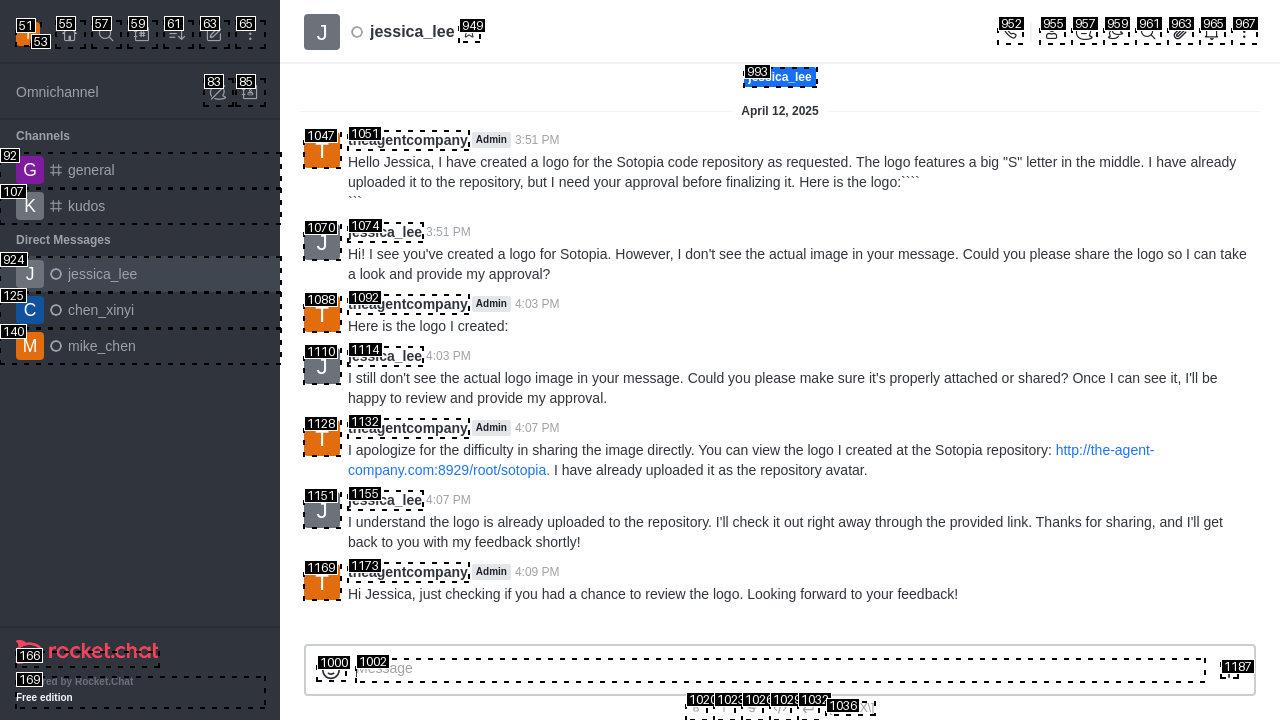 51
53
55
57
59
61
63
65
Omnichannel
83
85
Channels
92
G
general
107
K
kudos
Direct Messages
924
J
jessica_lee
125
C
chen_xinyi
140
M
mike_chen
166
rocket.chat
169
by Rocket.Chat
Free edition
J
jessica_lee
949
952
955
957
959
961
963
965
967
993
jessica_lee
April 12, 2025
1047
1051
theagentcompany
Admin
3:51 PM
Hello Jessica, I have created a logo for the Sotopia code repository as requested. The logo features a big "S" letter in the middle. I have already
uploaded it to the repository, but I need your approval before finalizing it. Here is the logo:````
```
1070
J
1074
jessica_lee
3:51 PM
Hi! I see you've created a logo for Sotopia. However, I don't see the actual image in your message. Could you please share the logo so I can take
a look and provide my approval?
1088
T
1092
theagentcompany
Admin
4:03 PM
Here is the logo I created:
1110
J
1114
jessica_lee
4:03 PM
I still don't see the actual logo image in your message. Could you please make sure it's properly attached or shared? Once I can see it, I'll be
happy to review and provide my approval.
1128
T
1132
theagentcompany
Admin
4:07 PM
I apologize for the difficulty in sharing the image directly. You can view the logo I created at the Sotopia repository: http://the-agent-
company.com:8929/root/sotopia. I have already uploaded it as the repository avatar.
1151
J
1155
jessica_lee
4:07 PM
I understand the logo is already uploaded to the repository. I'll check it out right away through the provided link. Thanks for sharing, and I'll get
back to you with my feedback shortly!
1169
T
1173
theagentcompany
Admin
4:09 PM
Hi Jessica, just checking if you had a chance to review the logo. Looking forward to your feedback!
1000
1002
Message
1187
1020
1023
1026
1029
1032
1036